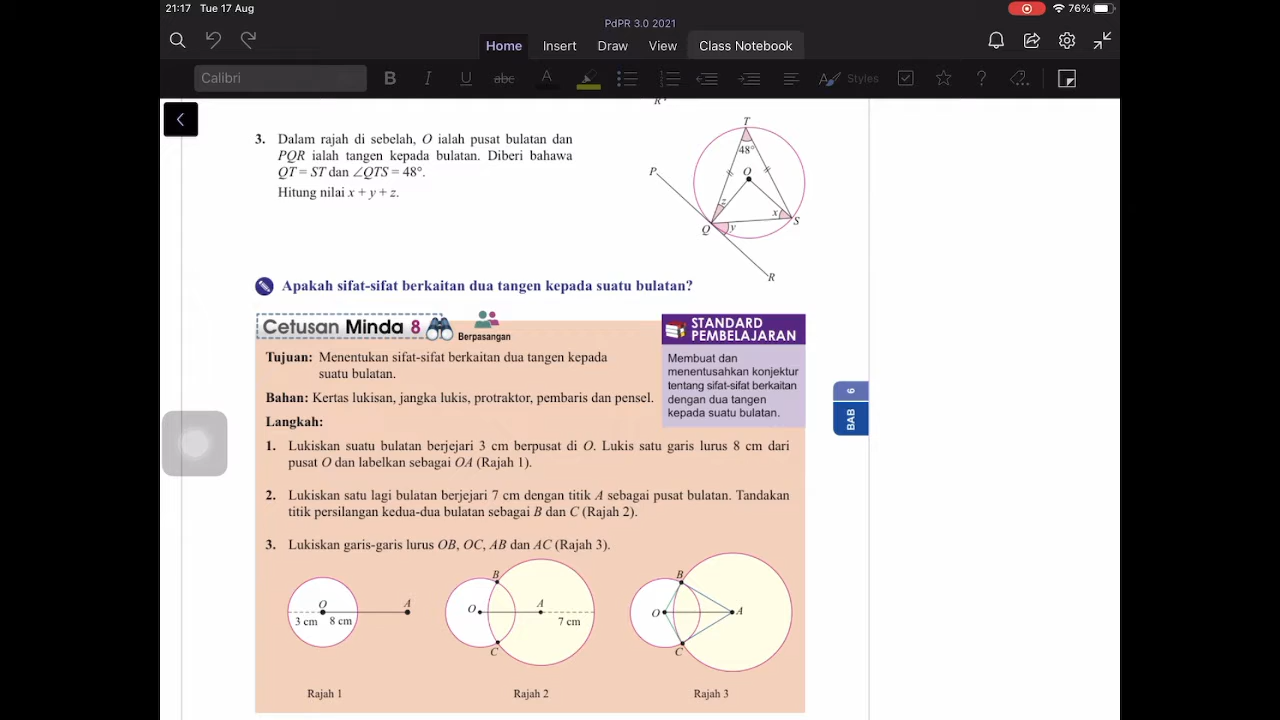 21:17 Tue 17 Aug
76%
PdPR 3.0 2021
Home Insert Draw View Class Notebook
Calibri
B I U abc A Styles
R
3. Dalam rajah di sebelah, O ialah pusat bulatan dan
PQR ialah tangen kepada bulatan. Diberi bahawa
QT = ST dan ∠QTS = 48°.
Hitung nilai x + y + z.
T
48°
P
O
z
x
S
Q
y
R
Apakah sifat-sifat berkaitan dua tangen kepada suatu bulatan?
Cetusan Minda 8
Berpasangan
STANDARD
PEMBELAJARAN
Membuat dan
menentusahkan konjektur
tentang sifat-sifat berkaitan
dengan dua tangen
kepada suatu bulatan.
Tujuan: Menentukan sifat-sifat berkaitan dua tangen kepada
suatu bulatan.
Bahan: Kertas lukisan, jangka lukis, protraktor, pembaris dan pensel.
Langkah:
BAB 6
1. Lukiskan suatu bulatan berjejari 3 cm berpusat di O. Lukis satu garis lurus 8 cm dari
pusat O dan labelkan sebagai OA (Rajah 1).
2. Lukiskan satu lagi bulatan berjejari 7 cm dengan titik A sebagai pusat bulatan. Tandakan
titik persilangan kedua-dua bulatan sebagai B dan C (Rajah 2).
3. Lukiskan garis-garis lurus OB, OC, AB dan AC (Rajah 3).
O A
3 cm 8 cm
Rajah 1
B
O A
7 cm
C
Rajah 2
B
O A
C
Rajah 3